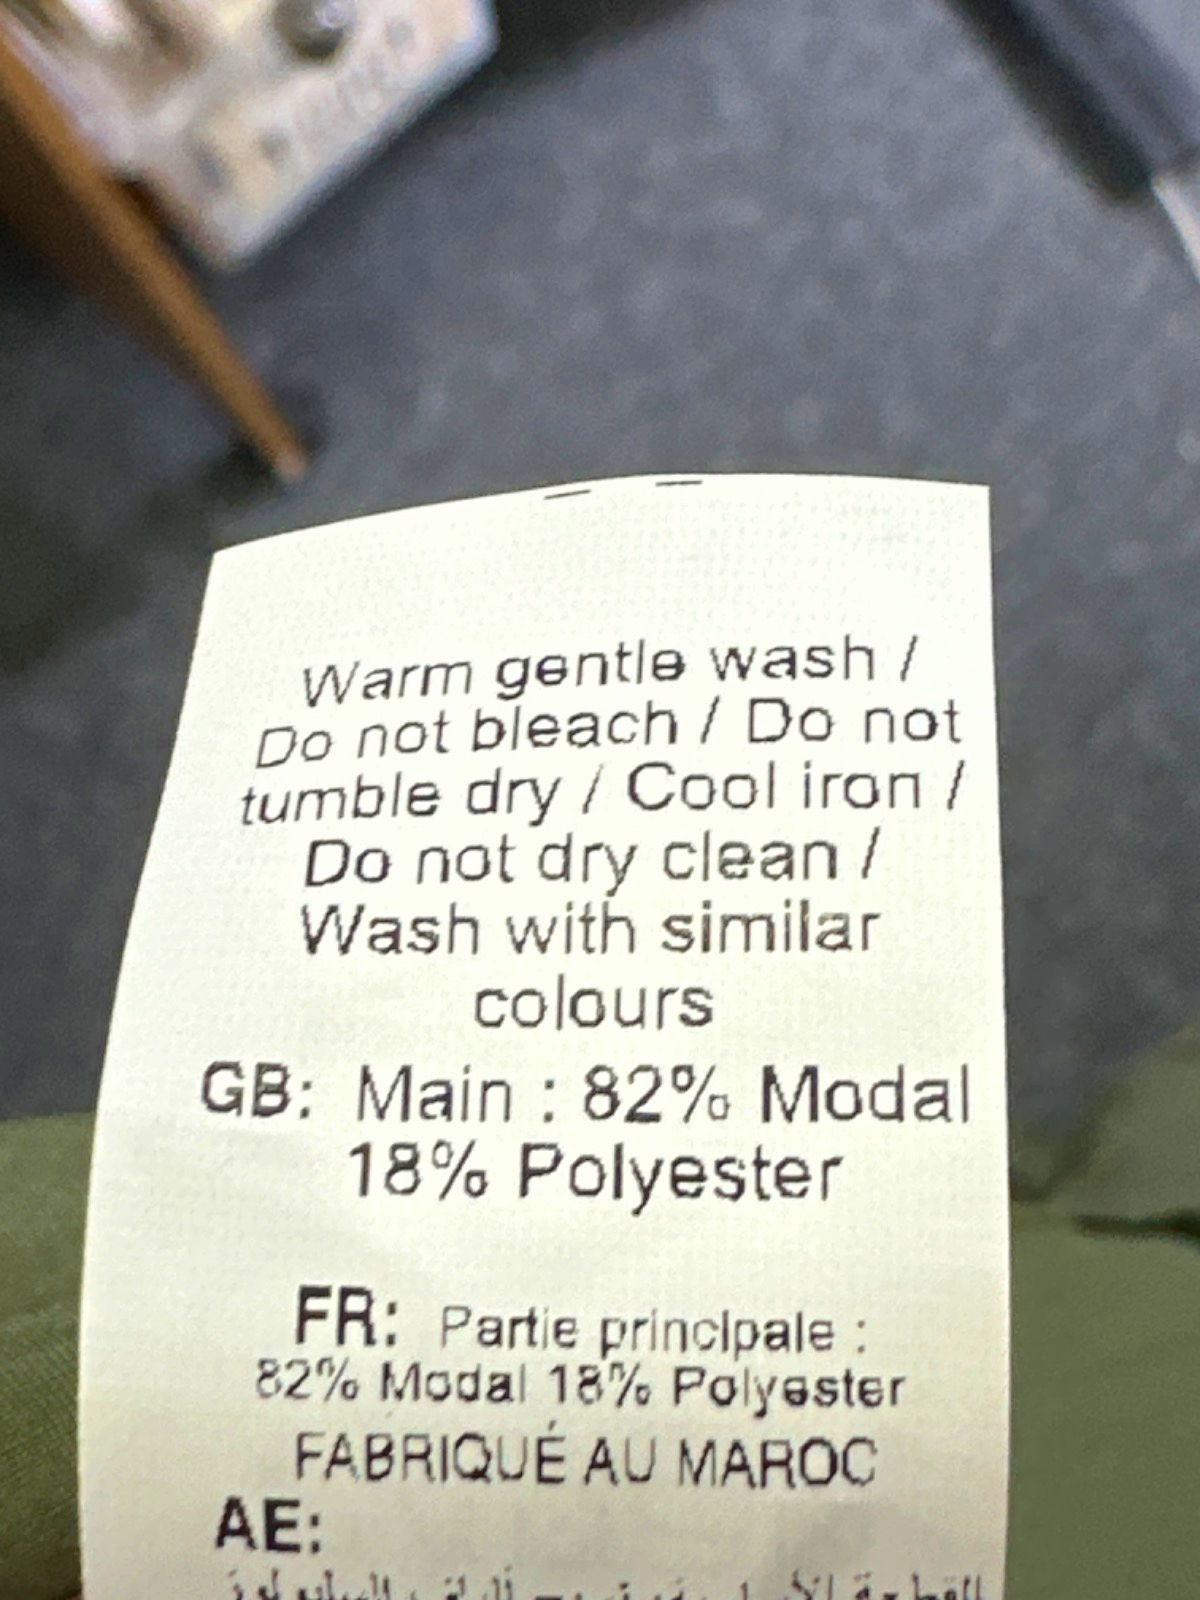 Warm gentle wash /
Do not bleach / Do not
tumble dry / Cool iron /
Do not dry clean /
Wash with similar
colours
GB: Main : 82% Modal
18% Polyester
FR: Partie principale :
82% Modal 18% Polyester
FABRIQUÉ AU MAROC
AE: